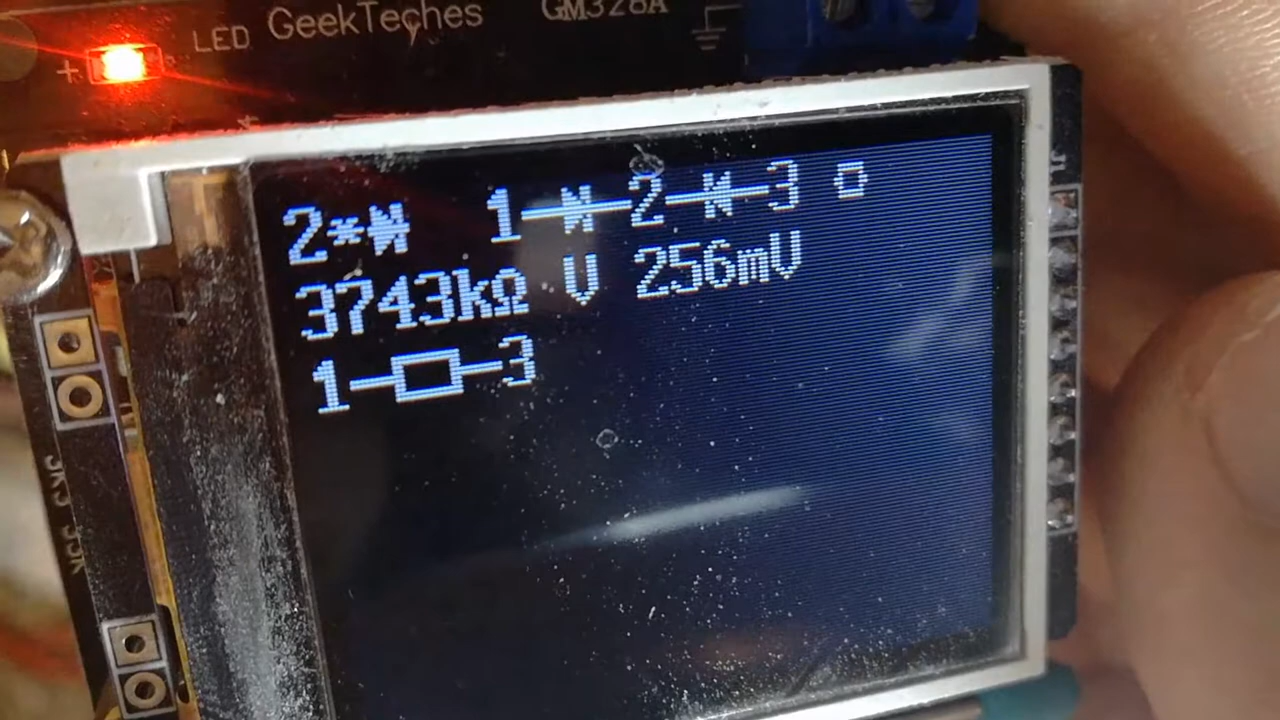 LED GeekTeches GM328A
+
2* 1 2 3
3743kΩ V 256mV
1 3